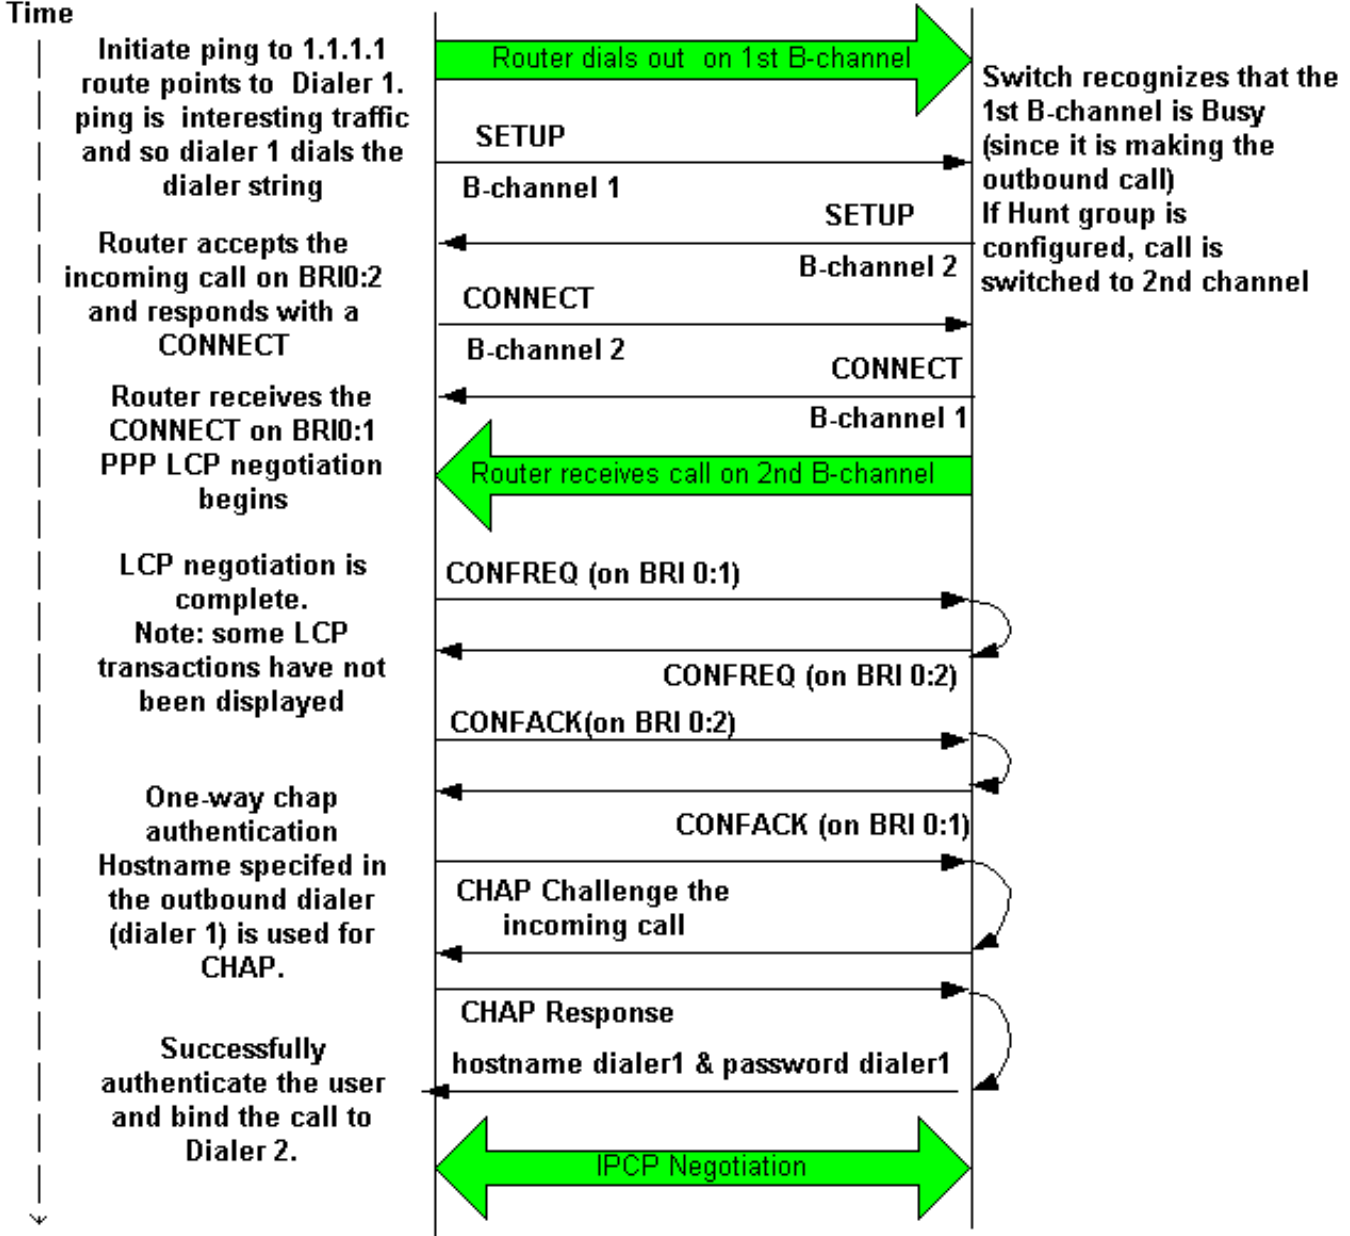 Time
Initiate ping to 1.1.1.1
route points to Dialer 1.
ping is interesting traffic
and so dialer 1 dials the
dialer string
Router dials out on 1st B-channel
Switch recognizes that the
1st B-channel is Busy
(since it is making the
outbound call)
If Hunt group is
configured, call is
switched to 2nd channel
SETUP
B-channel 1
SETUP
B-channel 2
Router accepts the
incoming call on BRI0:2
and responds with a
CONNECT
CONNECT
B-channel 2
CONNECT
B-channel 1
Router receives the
CONNECT on BRI0:1
PPP LCP negotiation
begins
Router receives call on 2nd B-channel
LCP negotiation is
complete.
Note: some LCP
transactions have not
been displayed
CONFREQ (on BRI 0:1)
CONFREQ (on BRI 0:2)
CONFACK(on BRI 0:2)
CONFACK (on BRI 0:1)
One-way chap
authentication
Hostname specifed in
the outbound dialer
(dialer 1) is used for
CHAP.
CHAP Challenge the
incoming call
CHAP Response
hostname dialer1 & password dialer1
Successfully
authenticate the user
and bind the call to
Dialer 2.
IPCP Negotiation